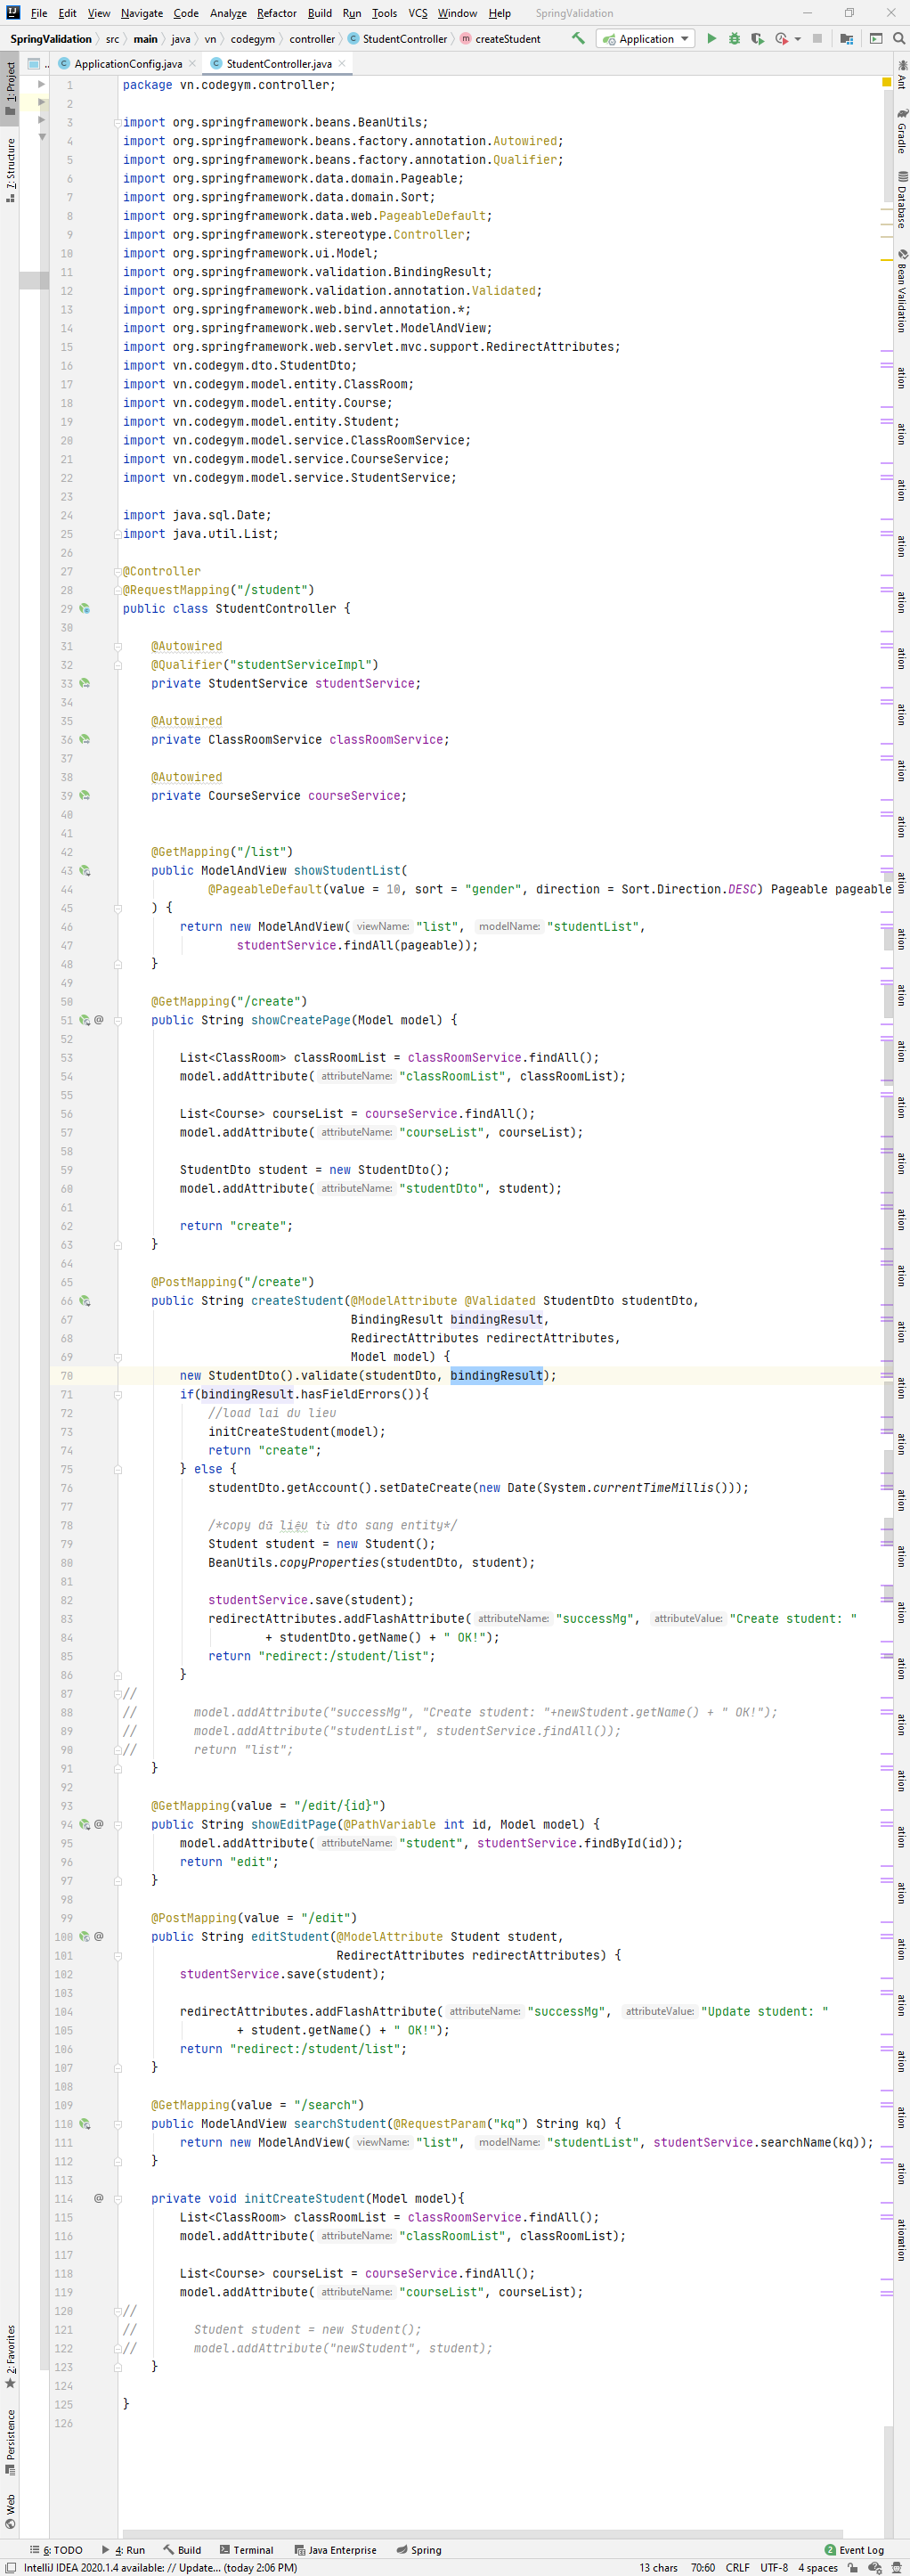 File Edit View Navigate Code Analyze Refactor Build Run Tools VCS Window Help SpringValidation
SpringValidation src main java vn codegym controller StudentController createStudent Application
1: Project
7: Structure
2: Favorites
Persistence
Web
.. ApplicationConfig.java StudentController.java
1 package vn.codegym.controller;
2
3 import org.springframework.beans.BeanUtils;
4 import org.springframework.beans.factory.annotation.Autowired;
5 import org.springframework.beans.factory.annotation.Qualifier;
6 import org.springframework.data.domain.Pageable;
7 import org.springframework.data.domain.Sort;
8 import org.springframework.data.web.PageableDefault;
9 import org.springframework.stereotype.Controller;
10 import org.springframework.ui.Model;
11 import org.springframework.validation.BindingResult;
12 import org.springframework.validation.annotation.Validated;
13 import org.springframework.web.bind.annotation.*;
14 import org.springframework.web.servlet.ModelAndView;
15 import org.springframework.web.servlet.mvc.support.RedirectAttributes;
16 import vn.codegym.dto.StudentDto;
17 import vn.codegym.model.entity.ClassRoom;
18 import vn.codegym.model.entity.Course;
19 import vn.codegym.model.entity.Student;
20 import vn.codegym.model.service.ClassRoomService;
21 import vn.codegym.model.service.CourseService;
22 import vn.codegym.model.service.StudentService;
23
24 import java.sql.Date;
25 import java.util.List;
26
27 @Controller
28 @RequestMapping("/student")
29 public class StudentController {
30
31 @Autowired
32 @Qualifier("studentServiceImpl")
33 private StudentService studentService;
34
35 @Autowired
36 private ClassRoomService classRoomService;
37
38 @Autowired
39 private CourseService courseService;
40
41
42 @GetMapping("/list")
43 public ModelAndView showStudentList(
44 @PageableDefault(value = 10, sort = "gender", direction = Sort.Direction.DESC) Pageable pageable
45 ) {
46 return new ModelAndView( viewName: "list", modelName: "studentList",
47 studentService.findAll(pageable));
48 }
49
50 @GetMapping("/create")
51 public String showCreatePage(Model model) {
52
53 List<ClassRoom> classRoomList = classRoomService.findAll();
54 model.addAttribute( attributeName: "classRoomList", classRoomList);
55
56 List<Course> courseList = courseService.findAll();
57 model.addAttribute( attributeName: "courseList", courseList);
58
59 StudentDto student = new StudentDto();
60 model.addAttribute( attributeName: "studentDto", student);
61
62 return "create";
63 }
64
65 @PostMapping("/create")
66 public String createStudent(@ModelAttribute @Validated StudentDto studentDto,
67 BindingResult bindingResult,
68 RedirectAttributes redirectAttributes,
69 Model model) {
70 new StudentDto().validate(studentDto, bindingResult);
71 if(bindingResult.hasFieldErrors()){
72 //load lai du lieu
73 initCreateStudent(model);
74 return "create";
75 } else {
76 studentDto.getAccount().setDateCreate(new Date(System.currentTimeMillis()));
77
78 /*copy dữ liệu từ dto sang entity*/
79 Student student = new Student();
80 BeanUtils.copyProperties(studentDto, student);
81
82 studentService.save(student);
83 redirectAttributes.addFlashAttribute( attributeName: "successMg", attributeValue: "Create student: "
84 + studentDto.getName() + " OK!");
85 return "redirect:/student/list";
86 }
87 //
88 // model.addAttribute("successMg", "Create student: "+newStudent.getName() + " OK!");
89 // model.addAttribute("studentList", studentService.findAll());
90 // return "list";
91 }
92
93 @GetMapping(value = "/edit/{id}")
94 public String showEditPage(@PathVariable int id, Model model) {
95 model.addAttribute( attributeName: "student", studentService.findById(id));
96 return "edit";
97 }
98
99 @PostMapping(value = "/edit")
100 public String editStudent(@ModelAttribute Student student,
101 RedirectAttributes redirectAttributes) {
102 studentService.save(student);
103
104 redirectAttributes.addFlashAttribute( attributeName: "successMg", attributeValue: "Update student: "
105 + student.getName() + " OK!");
106 return "redirect:/student/list";
107 }
108
109 @GetMapping(value = "/search")
110 public ModelAndView searchStudent(@RequestParam("kq") String kq) {
111 return new ModelAndView( viewName: "list", modelName: "studentList", studentService.searchName(kq));
112 }
113
114 private void initCreateStudent(Model model){
115 List<ClassRoom> classRoomList = classRoomService.findAll();
116 model.addAttribute( attributeName: "classRoomList", classRoomList);
117
118 List<Course> courseList = courseService.findAll();
119 model.addAttribute( attributeName: "courseList", courseList);
120 //
121 // Student student = new Student();
122 // model.addAttribute("newStudent", student);
123 }
124
125 }
126
Ant
Gradle
Database
Bean Validation
6: TODO 4: Run Build Terminal Java Enterprise Spring 2 Event Log
IntelliJ IDEA 2020.1.4 available: // Update... (today 2:06 PM) 13 chars 70:60 CRLF UTF-8 4 spaces